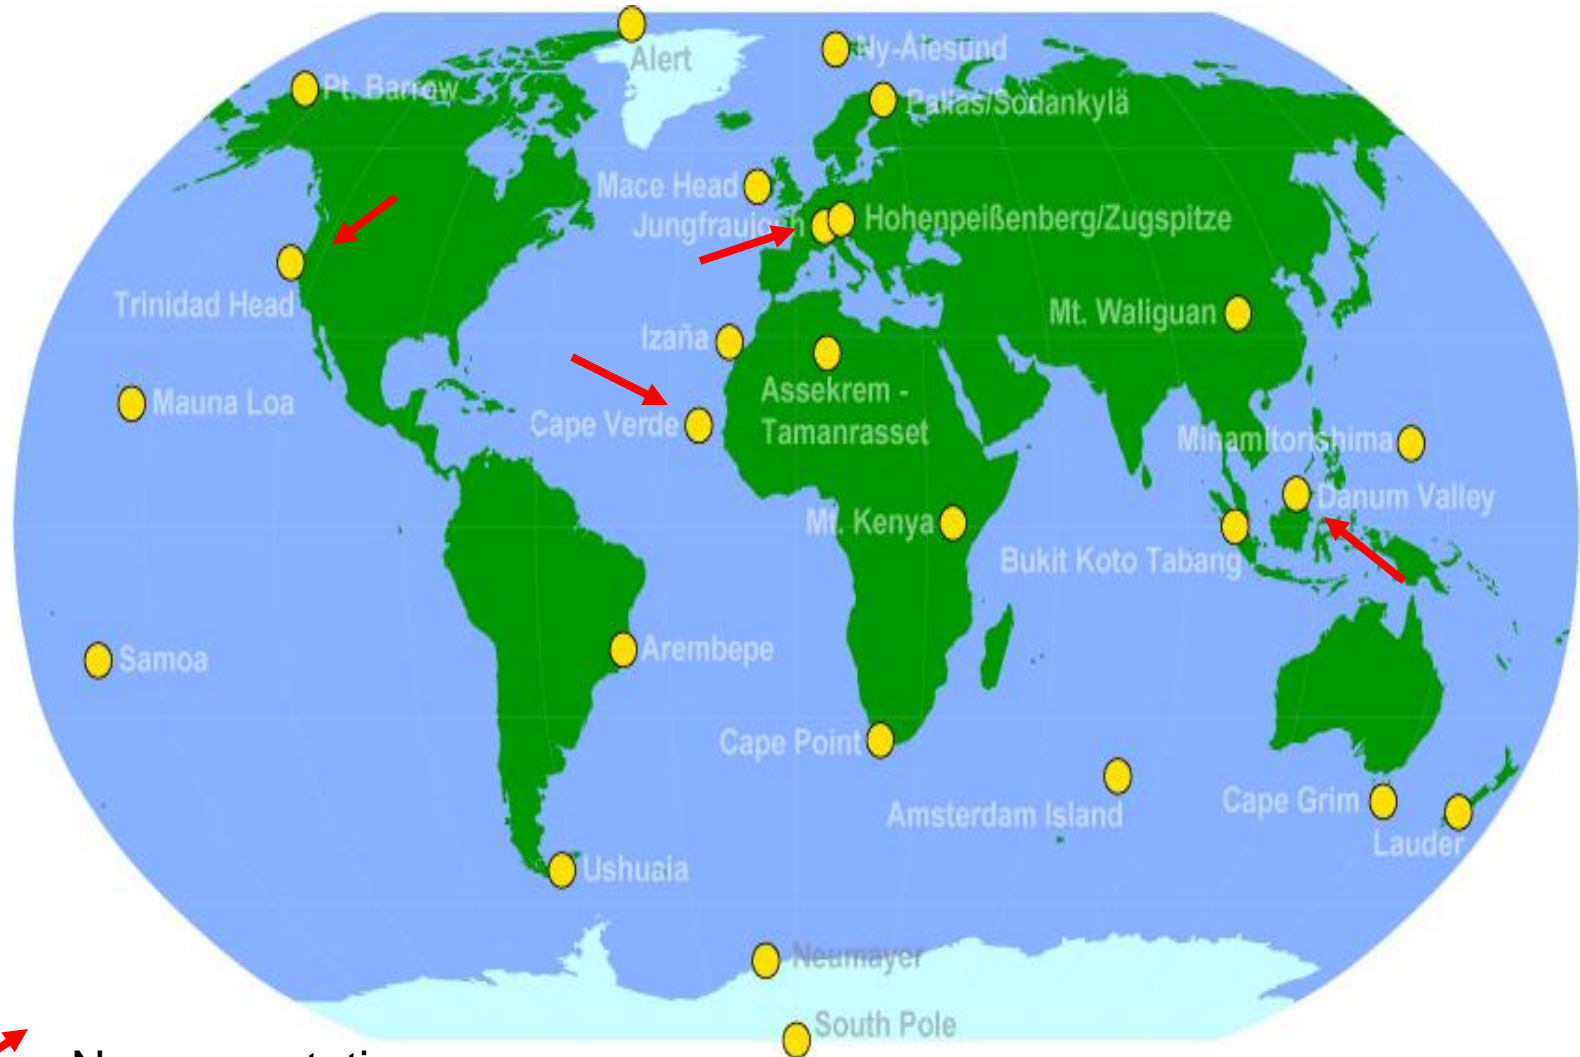 Alert
Ny-Ålesund
Pt. Barrow
Pallas/Sodankylä
Mace Head
Jungfraujoch
Hohenpeißenberg/Zugspitze
Trinidad Head
Mt. Waliguan
Izaña
Assekrem -
Tamanrasset
Mauna Loa
Cape Verde
Minamitorishima
Danum Valley
Mt. Kenya
Bukit Koto Tabang
Samoa
Arembepe
Cape Point
Amsterdam Island
Cape Grim
Lauder
Ushuaia
Neumayer
South Pole